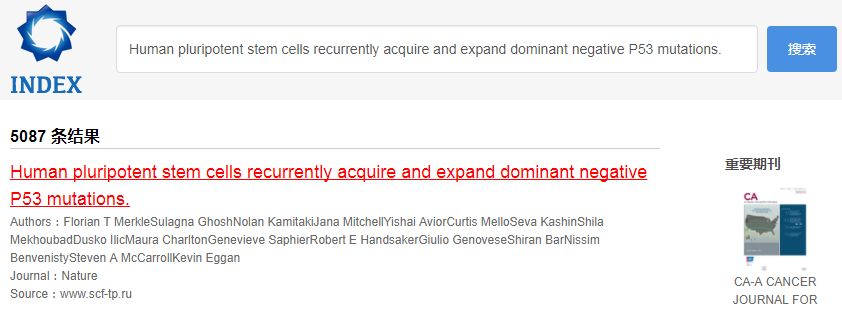 INDEX
Human pluripotent stem cells recurrently acquire and expand dominant negative P53 mutations.
搜索
5087 条结果
Human pluripotent stem cells recurrently acquire and expand dominant negative
P53 mutations.
Authors：Florian T MerkleSulagna GhoshNolan KamitakiJana MitchellYishai AviorCurtis MelloSeva KashinShila
MekhoubadDusko IlicMaura CharltonGenevieve SaphierRobert E HandsakerGiulio GenoveseShiran BarNissim
BenvenistySteven A McCarrollKevin Eggan
Journal：Nature
Source：www.scf-tp.ru
重要期刊
CA
CA-A CANCER
JOURNAL FOR